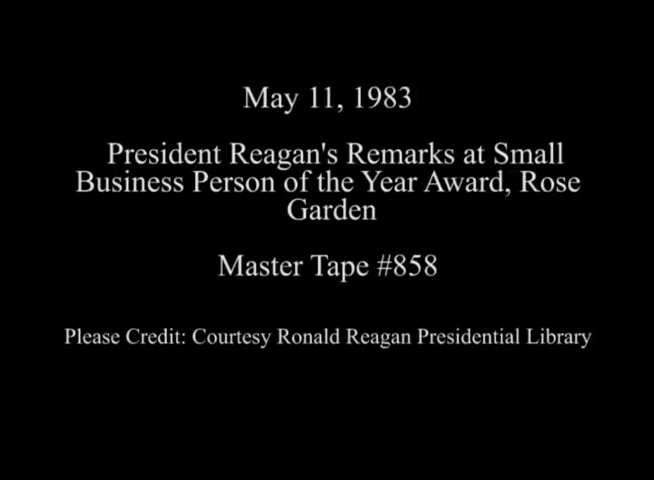 May 11, 1983
President Reagan's Remarks at Small
Business Person of the Year Award, Rose
Garden
Master Tape #858
Please Credit: Courtesy Ronald Reagan Presidential Library